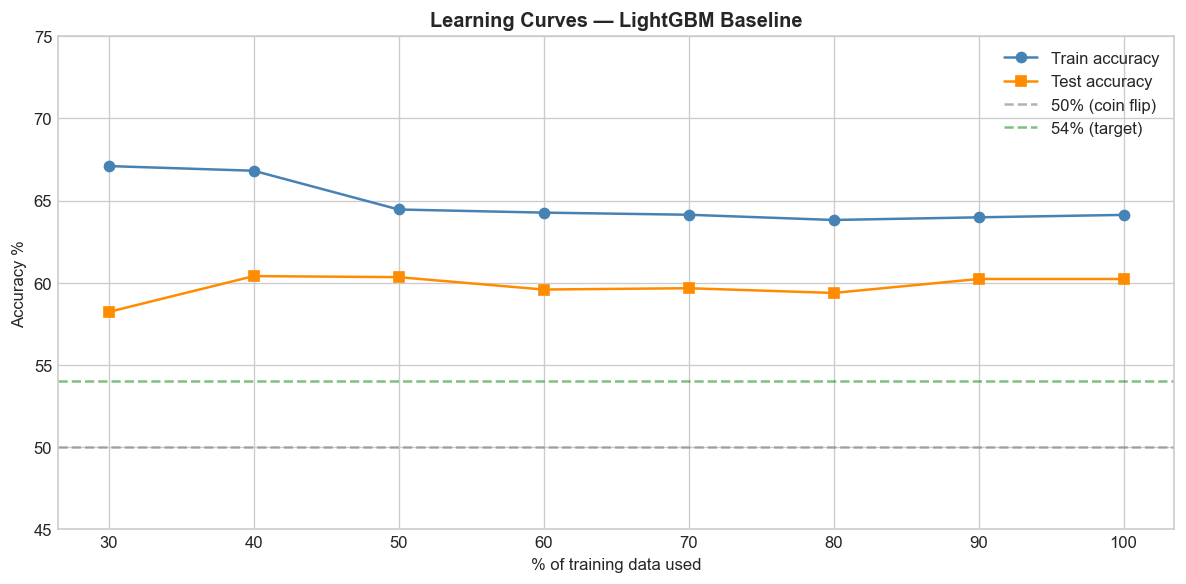 Learning Curves — LightGBM Baseline
Train accuracy
Test accuracy
50% (coin flip)
54% (target)
Accuracy %
75
70
65
60
55
50
45
30 40 50 60 70 80 90 100
% of training data used